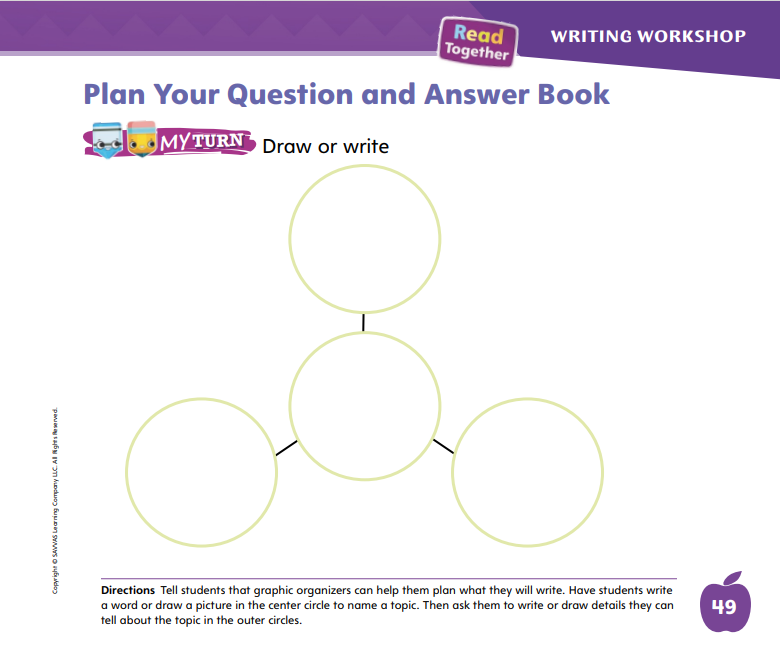 Read
Together
WRITING WORKSHOP
Plan Your Question and Answer Book
MY TURN Draw or write
Copyright © SAVVAS Learning Company LLC. All Rights Reserved.
Directions Tell students that graphic organizers can help them plan what they will write. Have students write
a word or draw a picture in the center circle to name a topic. Then ask them to write or draw details they can
tell about the topic in the outer circles.
49